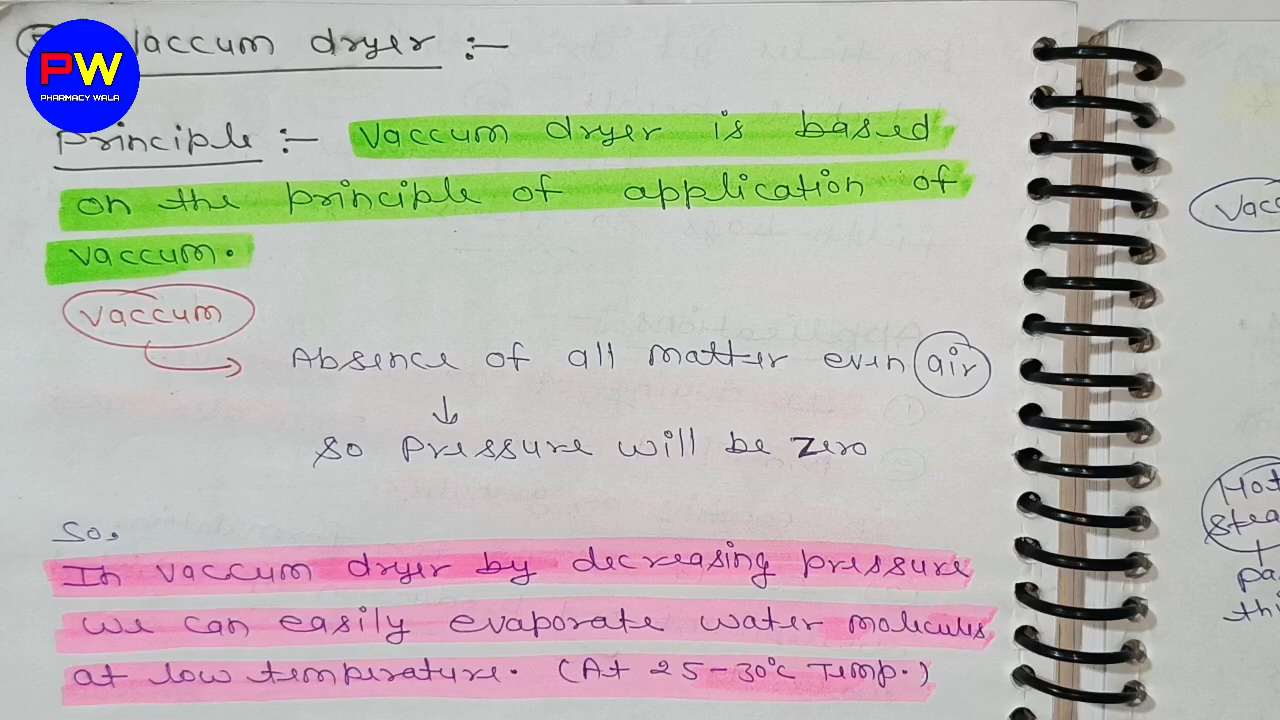 Vaccum dryer :-
PW
PHARMACY WALA
Principle :- Vaccum dryer is based
on the principle of application of
vaccum.
Vaccum
Absence of all matter even air
↓
so Pressure will be zero
So,
In vaccum dryer by decreasing pressure
we can easily evaporate water molecules
at low temperature. (At 25-30°C Temp.)
Hot